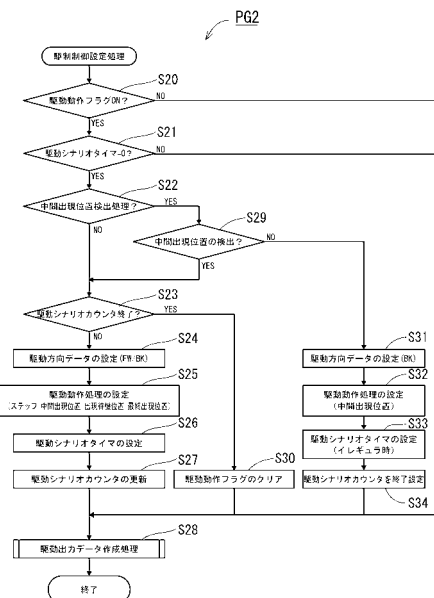 PG2
駆制制御設定処理
S20
駆動動作フラグON?
NO
YES
S21
駆動シナリオタイマ=0?
NO
YES
S22
中間出現位置検出処理?
YES
NO
S29
中間出現位置の検出?
NO
YES
S23
駆動シナリオカウンタ終了?
YES
NO
S24
駆動方向データの設定(FW/BK)
S25
駆動動作処理の設定
(ステップ 中間出現位置 出現待機位置 最終出現位置)
S26
駆動シナリオタイマの設定
S27
駆動シナリオカウンタの更新
S30
駆動動作フラグのクリア
S31
駆動方向データの設定(BK)
S32
駆動動作処理の設定
(中間出現位置)
S33
駆動シナリオタイマの設定
(イレギュラ時)
駆動シナリオカウンタを終了設定
S34
S28
駆動出力データ作成処理
終了